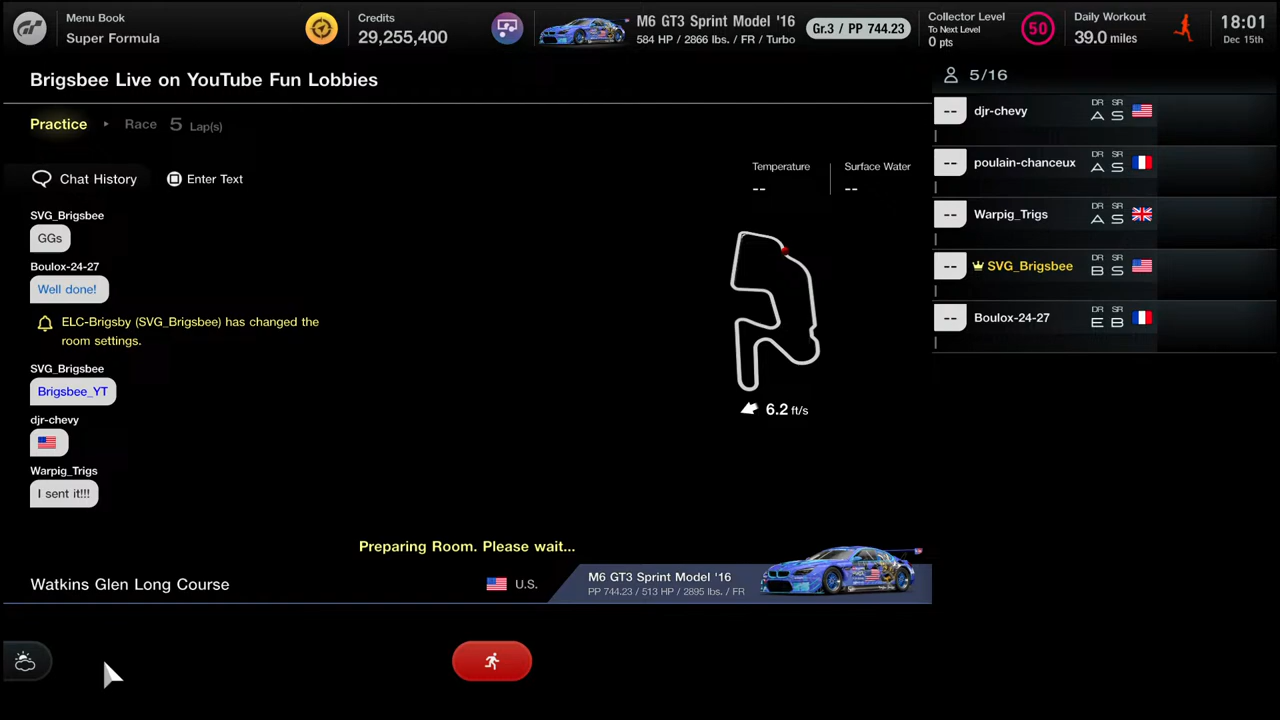 Menu Book
Super Formula
Credits
29,255,400
M6 GT3 Sprint Model '16
584 HP / 2866 lbs. / FR / Turbo
Gr.3 / PP 744.23
Collector Level
To Next Level
0 pts
50
Daily Workout
39.0 miles
18:01
Dec 15th
Brigsbee Live on YouTube Fun Lobbies
5/16
Practice
Race 5 Lap(s)
Chat History
Enter Text
Temperature
--
Surface Water
--
SVG_Brigsbee
GGs
Boulox-24-27
Well done!
ELC-Brigsby (SVG_Brigsbee) has changed the
room settings.
SVG_Brigsbee
Brigsbee_YT
djr-chevy
Warpig_Trigs
I sent it!!!
6.2 ft/s
-- djr-chevy DR A SR S
-- poulain-chanceux DR A SR S
-- Warpig_Trigs DR A SR S
-- SVG_Brigsbee DR B SR S
-- Boulox-24-27 DR E SR B
Preparing Room. Please wait...
Watkins Glen Long Course
U.S.
M6 GT3 Sprint Model '16
PP 744.23 / 513 HP / 2895 lbs. / FR